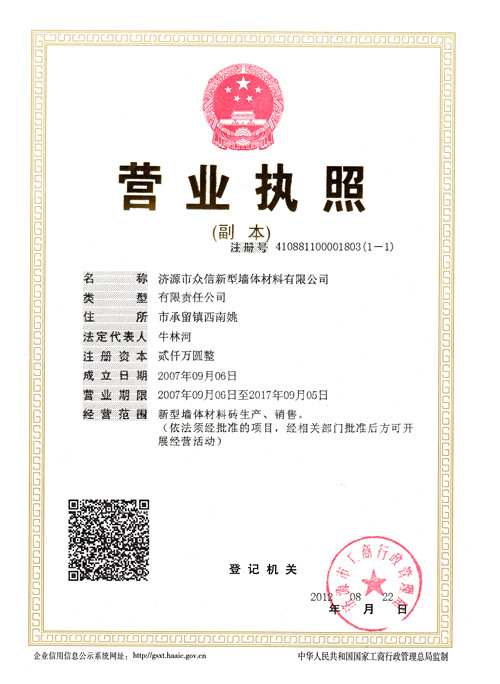 营业执照
(副 本)
注册号 410881100001803(1-1)
名 称 济源市众信新型墙体材料有限公司
类 型 有限责任公司
住 所 市承留镇西南姚
法定代表人 牛林河
注册资本 贰仟万圆整
成立日期 2007年09月06日
营业期限 2007年09月06日至2017年09月05日
经营范围 新型墙体材料砖生产、销售。
（依法须经批准的项目，经相关部门批准后方可开
展经营活动）
济源市工商行政管理局
登记机关
2012 08 22
年 月 日
企业信用信息公示系统网址：http://gsxt.haaic.gov.cn 中华人民共和国国家工商行政管理总局监制